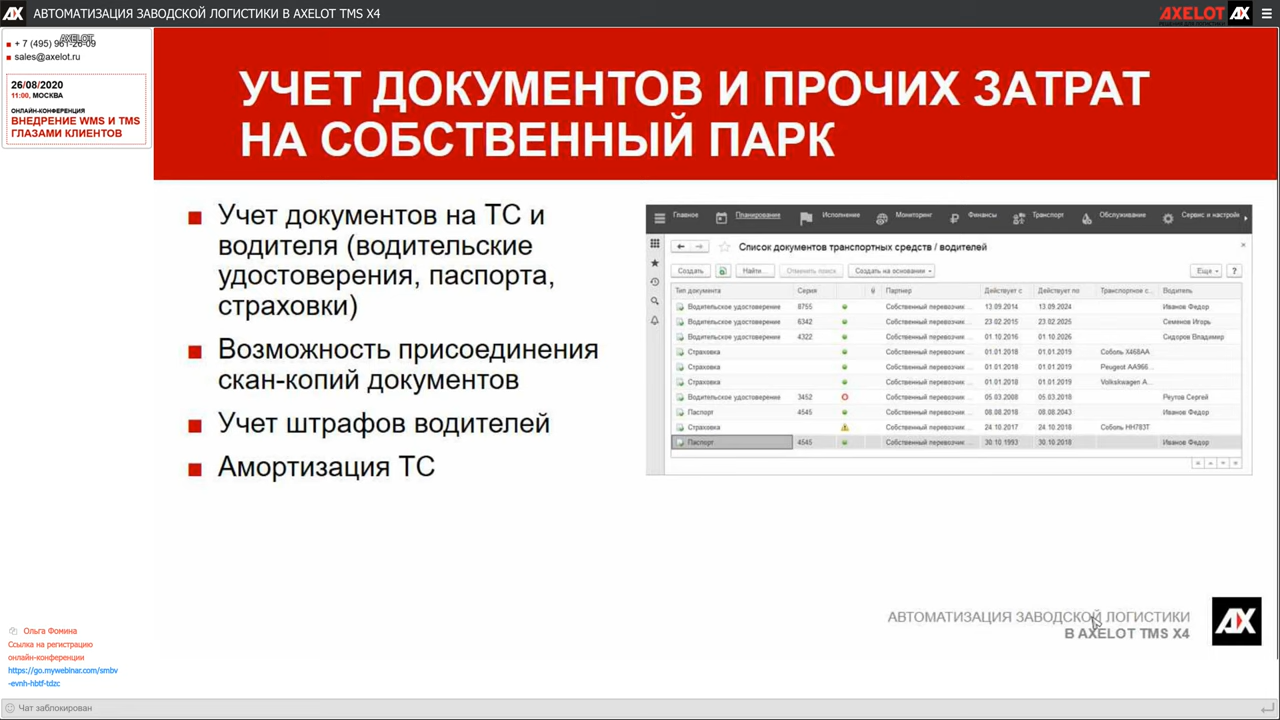 АВТОМАТИЗАЦИЯ ЗАВОДСКОЙ ЛОГИСТИКИ В AXELOT TMS X4
AXELOT AX
AXELOT
+ 7 (495) 961-26-09
sales@axelot.ru
26/08/2020
11:00, МОСКВА
ОНЛАЙН-КОНФЕРЕНЦИЯ
ВНЕДРЕНИЕ WMS И TMS
ГЛАЗАМИ КЛИЕНТОВ
УЧЕТ ДОКУМЕНТОВ И ПРОЧИХ ЗАТРАТ
НА СОБСТВЕННЫЙ ПАРК
Учет документов на ТС и
водителя (водительские
удостоверения, паспорта,
страховки)
Возможность присоединения
скан-копий документов
Учет штрафов водителей
Амортизация ТС
Главное Планирование Исполнение Мониторинг Финансы Транспорт Обслуживание Сервис и настройк
Список документов транспортных средств / водителей
Создать Найти... Отменить поиск Создать на основании Еще ?
Тип документа Серия Партнер Действует с Действует по Транспортное с... Водитель
Водительское удостоверение 8755 Собственный перевозчик ... 13.09.2014 13.09.2024 Иванов Федор
Водительское удостоверение 6342 Собственный перевозчик ... 23.02.2015 23.02.2025 Семенов Игорь
Водительское удостоверение 4322 Собственный перевозчик ... 01.10.2016 01.10.2026 Сидоров Владимир
Страховка Собственный перевозчик ... 01.01.2018 01.01.2019 Соболь X468AA
Страховка Собственный перевозчик ... 01.01.2018 01.01.2019 Peugeot AA966...
Страховка Собственный перевозчик ... 01.01.2018 01.01.2019 Volkswagen A...
Водительское удостоверение 3452 Собственный перевозчик ... 05.03.2008 05.03.2018 Реутов Сергей
Паспорт 4545 Собственный перевозчик ... 08.08.2018 08.08.2043 Иванов Федор
Страховка Собственный перевозчик ... 24.10.2017 24.10.2018 Соболь HH783T
Паспорт 4545 Собственный перевозчик ... 30.10.1993 30.10.2018 Иванов Федор
АВТОМАТИЗАЦИЯ ЗАВОДСКОЙ ЛОГИСТИКИ
В AXELOT TMS X4
AX
Ольга Фомина
Ссылка на регистрацию
онлайн-конференции
https://go.mywebinar.com/smbv
-evnh-hbtf-tdzc
Чат заблокирован